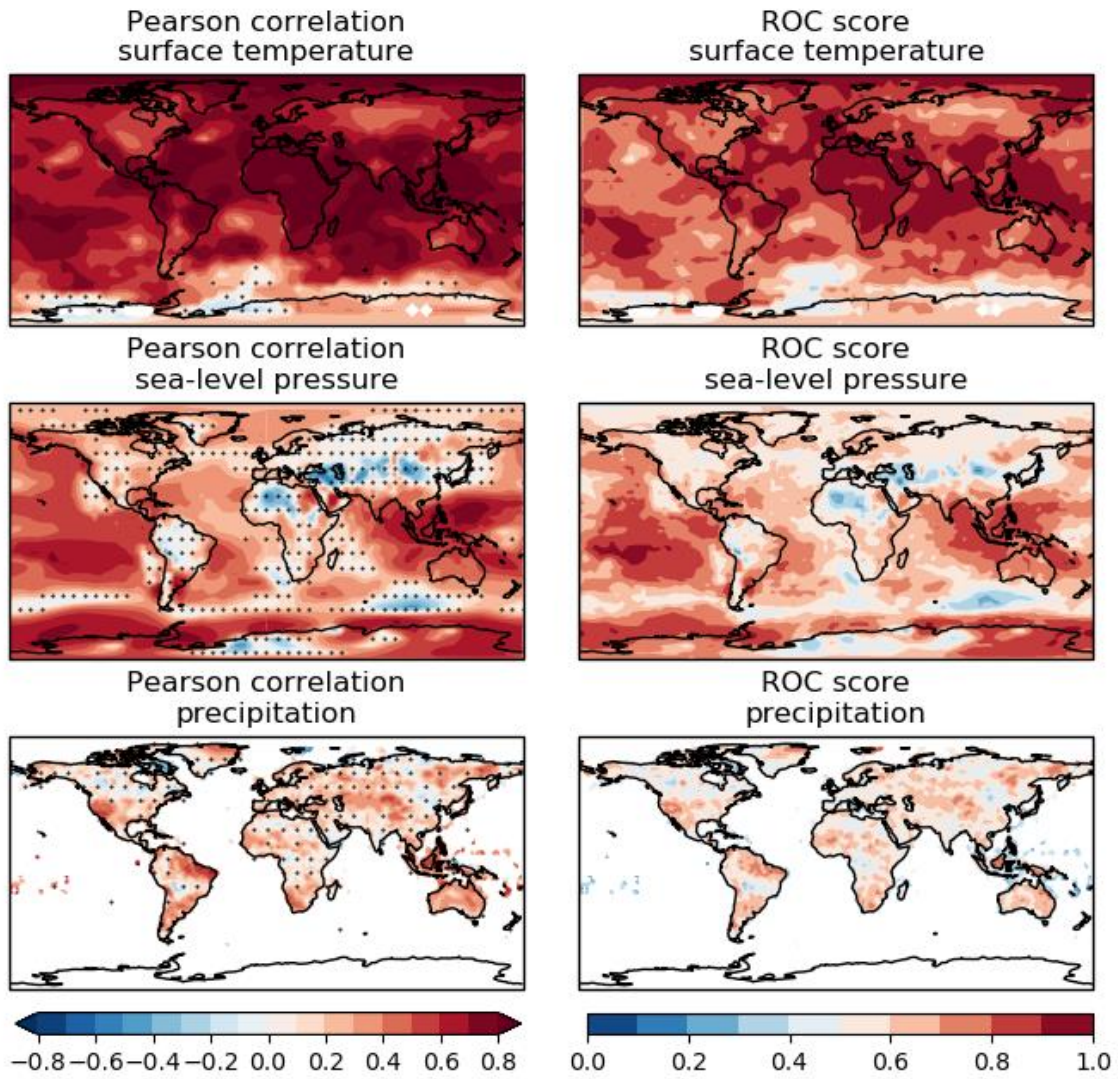 Pearson correlation
surface temperature
ROC score
surface temperature
Pearson correlation
sea-level pressure
ROC score
sea-level pressure
Pearson correlation
precipitation
ROC score
precipitation
−0.8 −0.6 −0.4 −0.2 0.0 0.2 0.4 0.6 0.8
0.0 0.2 0.4 0.6 0.8 1.0